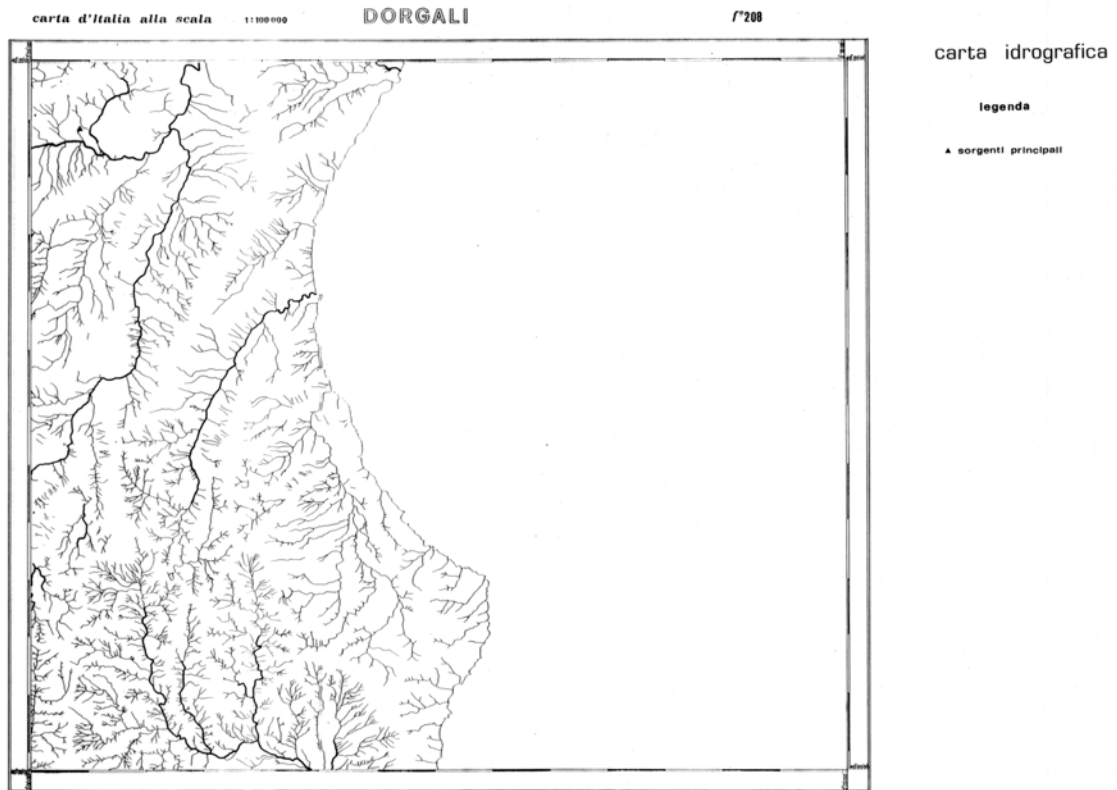 carta d'Italia alla scala 1:100000
DORGALI
f° 208
carta idrografica
legenda
▲ sorgenti principali